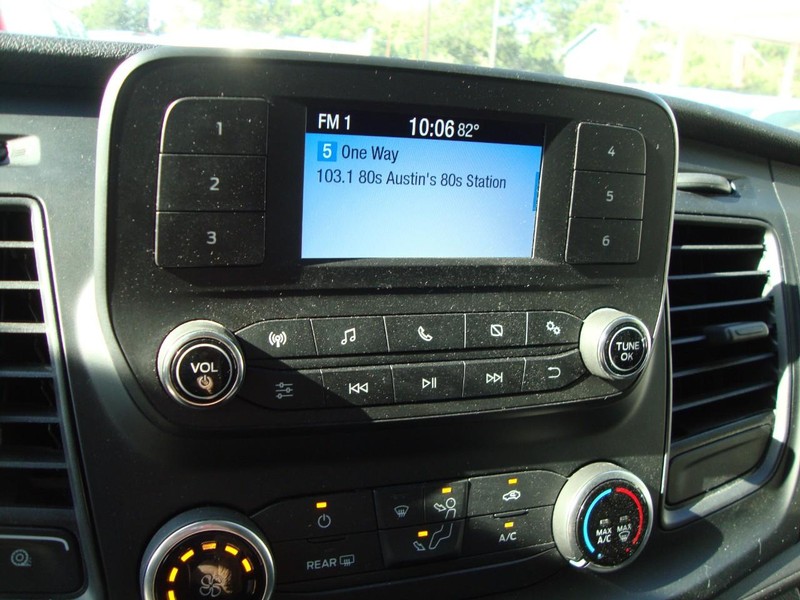 FM 1 10:06 82°
5 One Way
103.1 80s Austin's 80s Station
1
2
3
4
5
6
VOL
TUNE
OK
REAR
A/C
MAX
A/C
MAX